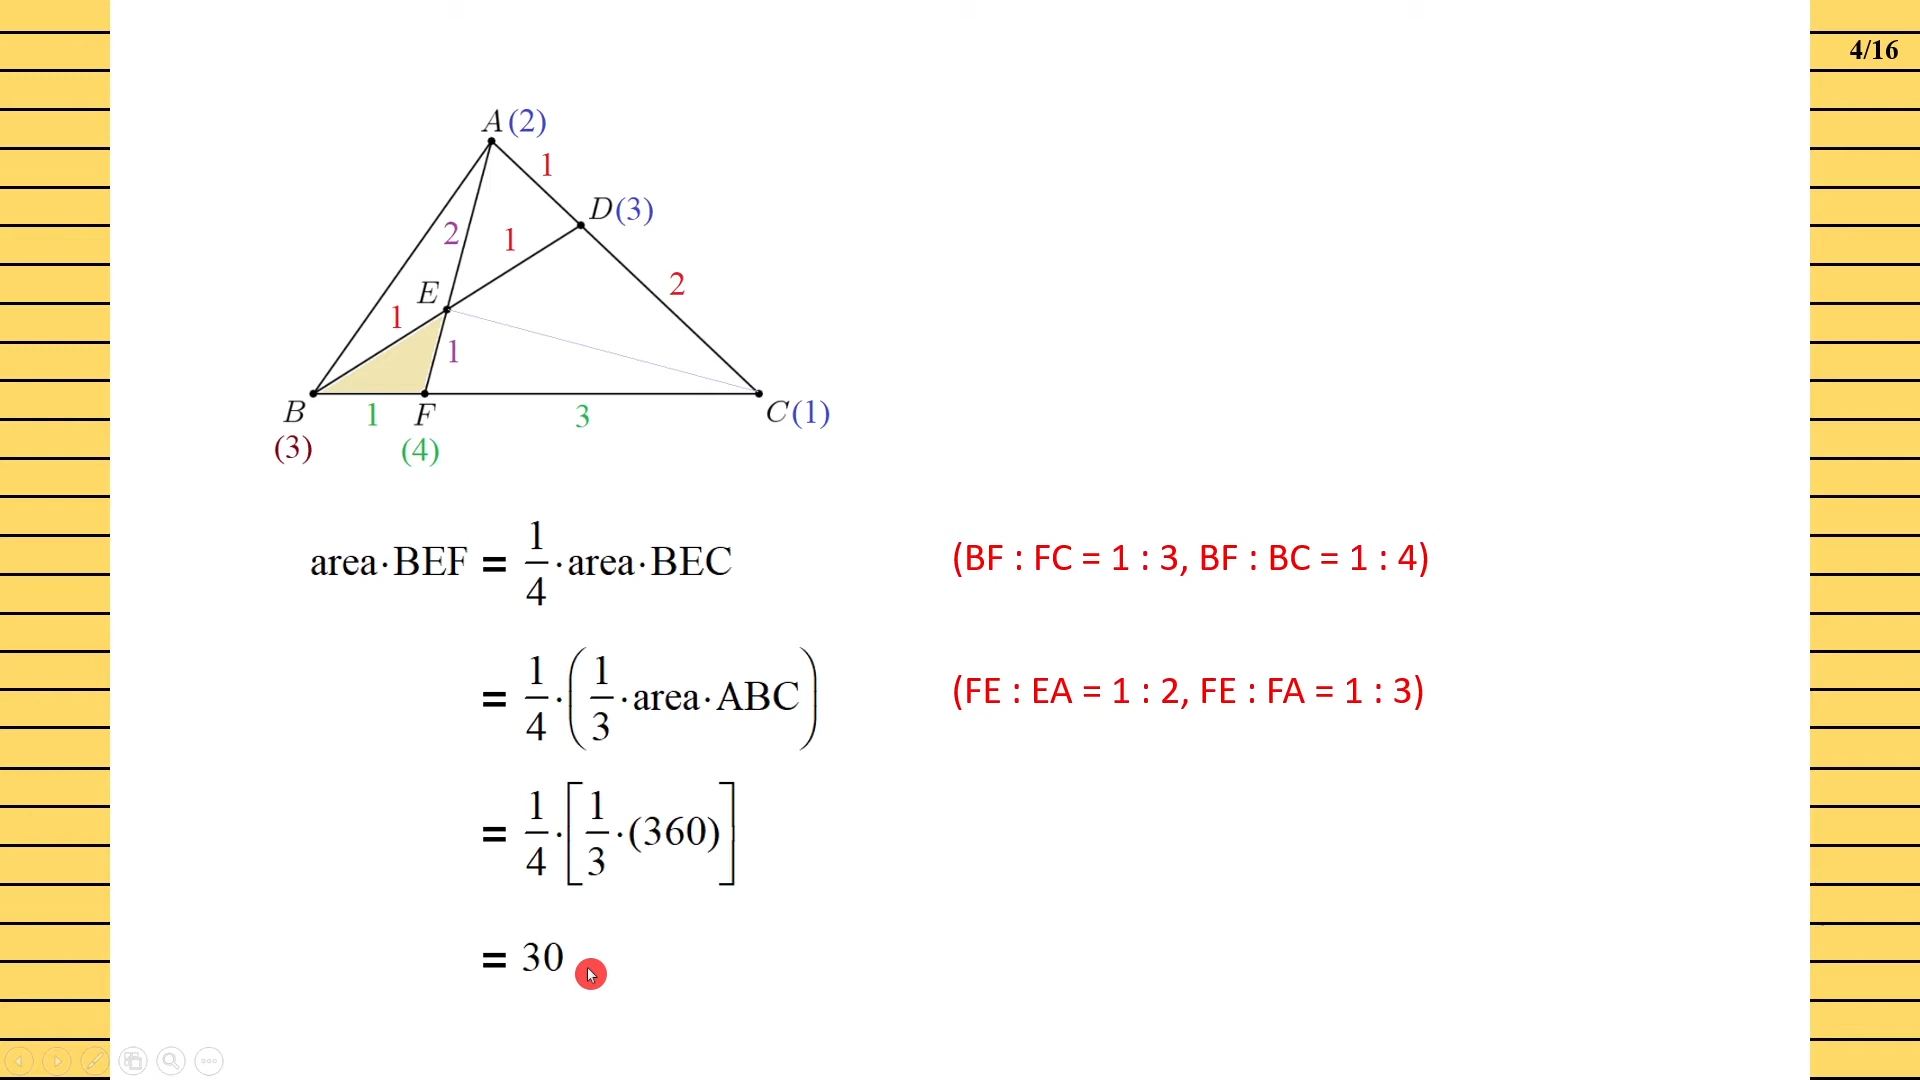 4/16
A(2)
1
D(3)
2
1
E
2
1
1
B
1
F
3
C(1)
(3)
(4)
area·BEF = 1/4 · area·BEC
(BF : FC = 1 : 3, BF : BC = 1 : 4)
= 1/4 · (1/3 · area·ABC)
(FE : EA = 1 : 2, FE : FA = 1 : 3)
= 1/4 · [1/3 · (360)]
= 30